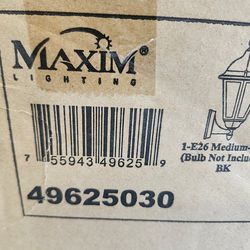 MAXIM®
LIGHTING
7 55943 49625 9
49625030
1-E26 Medium-
(Bulb Not Inclu
BK